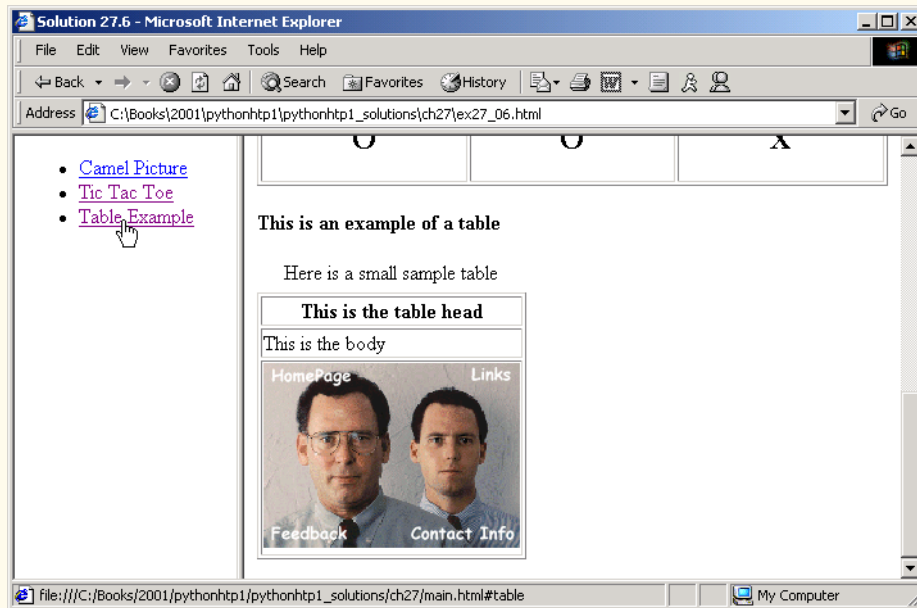 Solution 27.6 - Microsoft Internet Explorer
File Edit View Favorites Tools Help
Back Search Favorites History
Address C:\Books\2001\pythonhtp1\pythonhtp1_solutions\ch27\ex27_06.html Go
Camel Picture
Tic Tac Toe
Table Example
O O X
This is an example of a table
Here is a small sample table
This is the table head
This is the body
HomePage Links
Feedback Contact Info
file:///C:/Books/2001/pythonhtp1/pythonhtp1_solutions/ch27/main.html#table My Computer